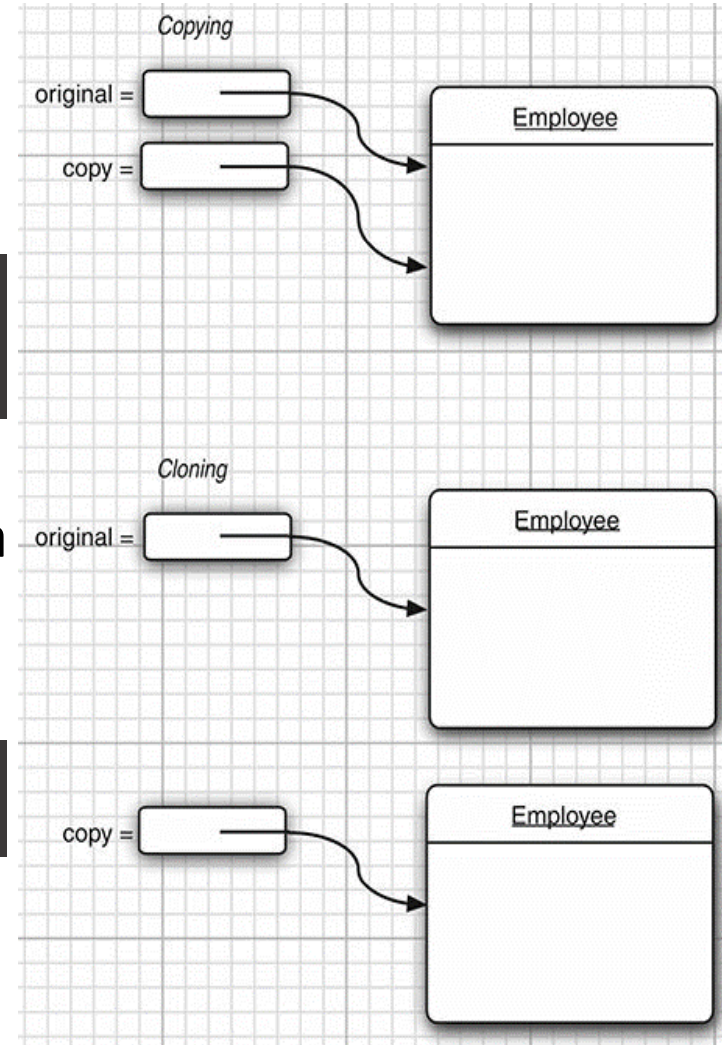 Copying
original =
Employee
copy =
Cloning
n
original =
Employee
copy =
Employee